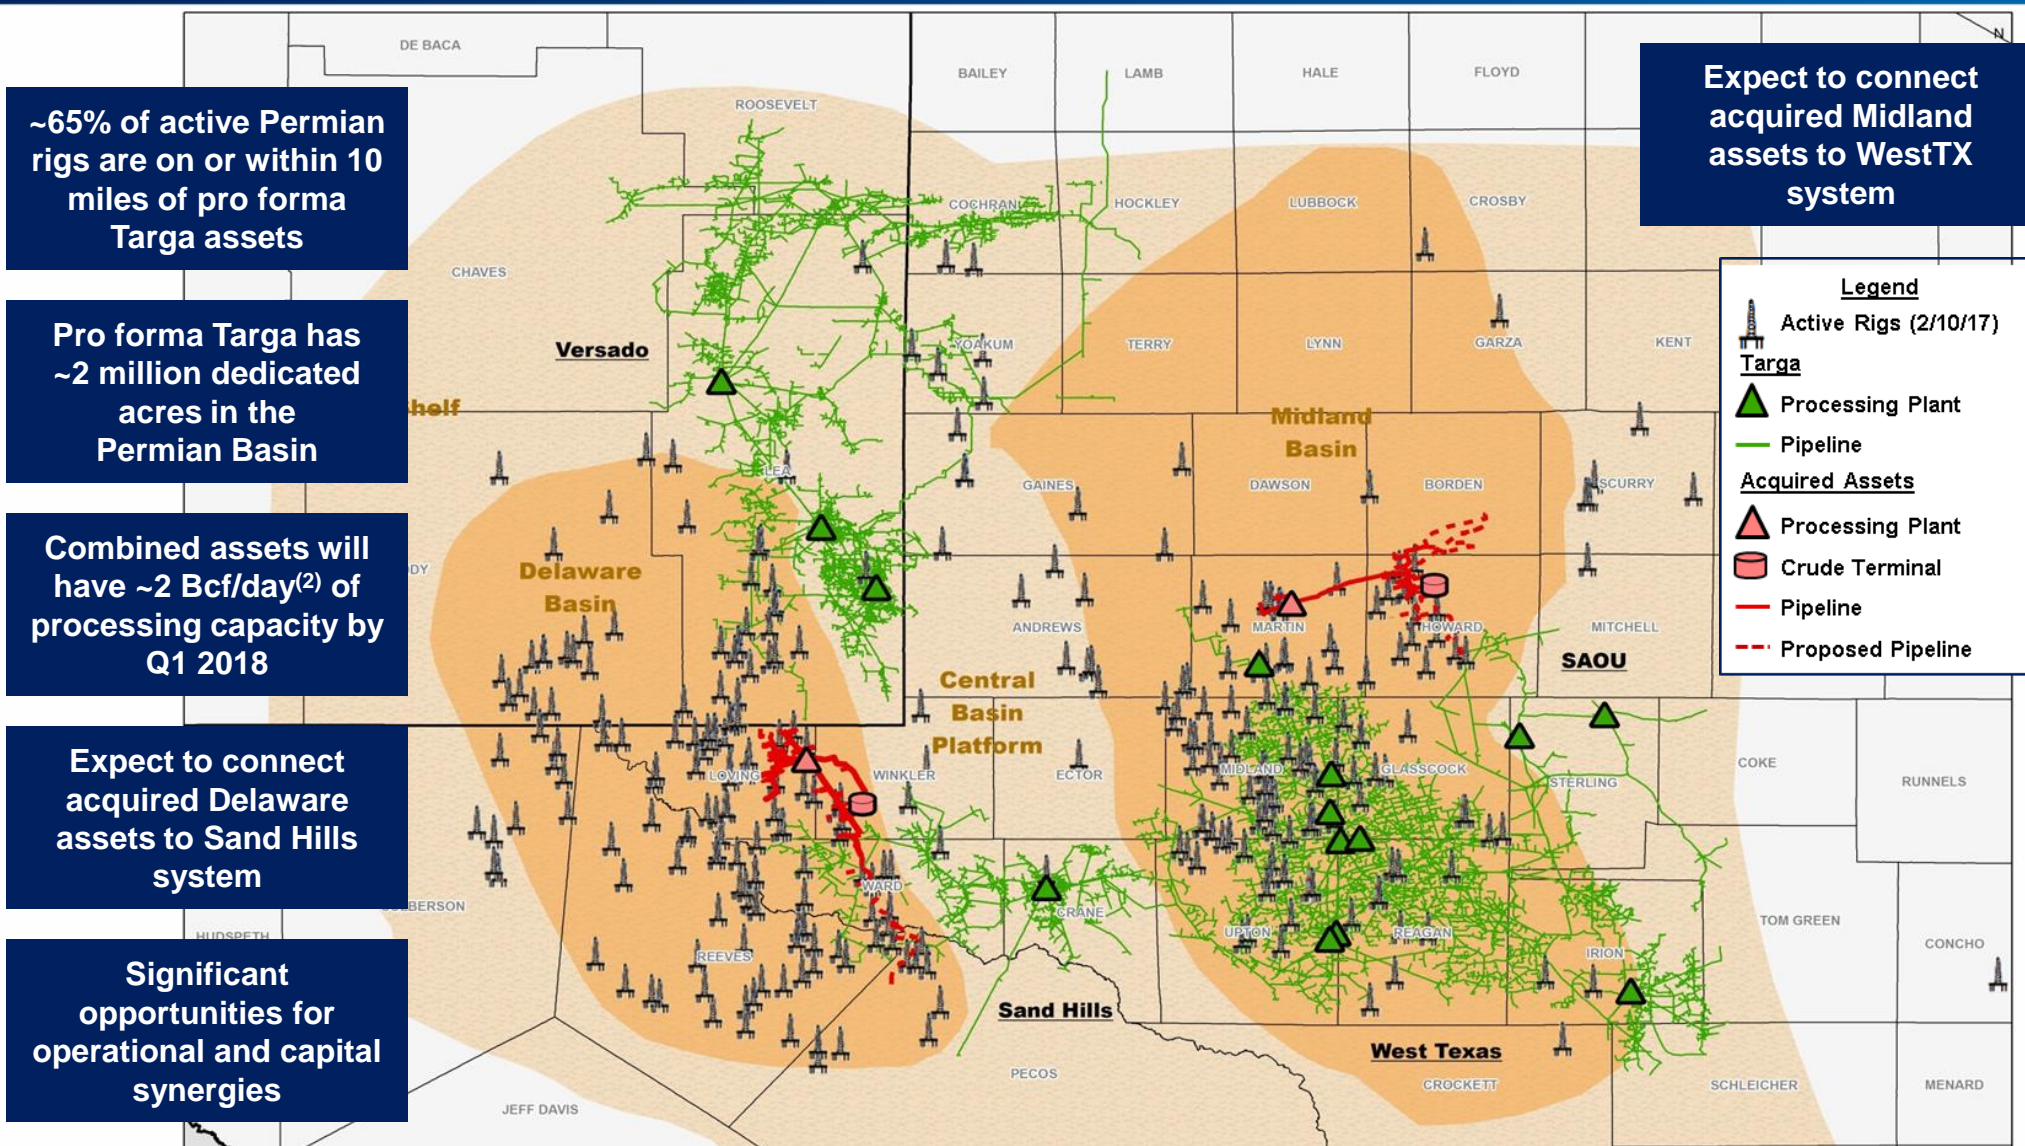 ~65% of active Permian
rigs are on or within 10
miles of pro forma
Targa assets
Pro forma Targa has
~2 million dedicated
acres in the
Permian Basin
Combined assets will
have ~2 Bcf/day(2) of
processing capacity by
Q1 2018
Expect to connect
acquired Delaware
assets to Sand Hills
system
Significant
opportunities for
operational and capital
synergies
Expect to connect
acquired Midland
assets to WestTX
system
Legend
Active Rigs (2/10/17)
Targa
Processing Plant
Pipeline
Acquired Assets
Processing Plant
Crude Terminal
Pipeline
Proposed Pipeline
N
DE BACA
ROOSEVELT
BAILEY
LAMB
HALE
FLOYD
CHAVES
COCHRAN
HOCKLEY
LUBBOCK
CROSBY
Versado
YOAKUM
TERRY
LYNN
GARZA
KENT
Shelf
Midland
Basin
LEA
GAINES
DAWSON
BORDEN
SCURRY
DDY
Delaware
Basin
ANDREWS
MARTIN
HOWARD
MITCHELL
SAOU
Central
Basin
Platform
LOVING
WINKLER
ECTOR
MIDLAND
GLASSCOCK
STERLING
COKE
RUNNELS
WARD
CRANE
UPTON
REAGAN
IRION
TOM GREEN
CONCHO
LBERSON
HUDSPETH
REEVES
Sand Hills
West Texas
PECOS
CROCKETT
SCHLEICHER
MENARD
JEFF DAVIS